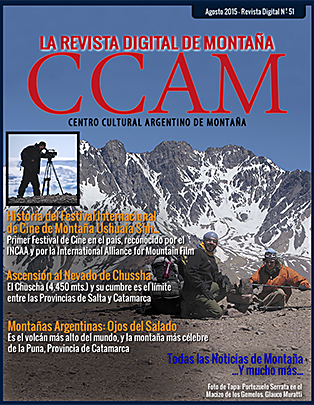 Agosto 2015 - Revista Digital N° 51
LA REVISTA DIGITAL DE MONTAÑA
CCAM
CENTRO CULTURAL ARGENTINO DE MONTAÑA
Historia del Festival Internacional
de Cine de Montaña Ushuaia Shh...
Primer Festival de Cine en el país, reconocido por el
INCAA y por la International Alliance for Mountain Film
Ascensión al Nevado de Chussha
El Chuscha (4,450 mts.) y su cumbre es el límite
entre las Provincias de Salta y Catamarca
Montañas Argentinas: Ojos del Salado
Es el volcán más alto del mundo, y la montaña más célebre
de la Puna, Provincia de Catamarca
Todas las Noticias de Montaña
...Y mucho más...
Foto de Tapa: Portezuelo Serrata en el
Macizo de los Gemelos. Glauco Muratti